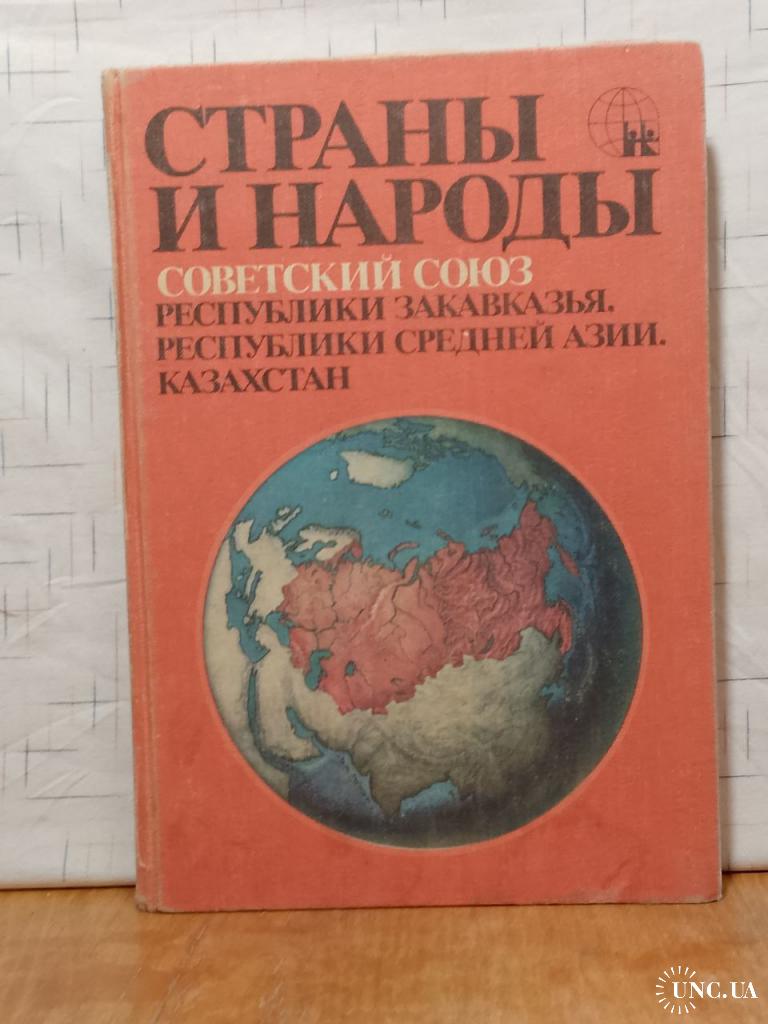 СТРАНЫ
И НАРОДЫ
СОВЕТСКИЙ СОЮЗ
РЕСПУБЛИКИ ЗАКАВКАЗЬЯ.
РЕСПУБЛИКИ СРЕДНЕЙ АЗИИ.
КАЗАХСТАН
UNC.UA